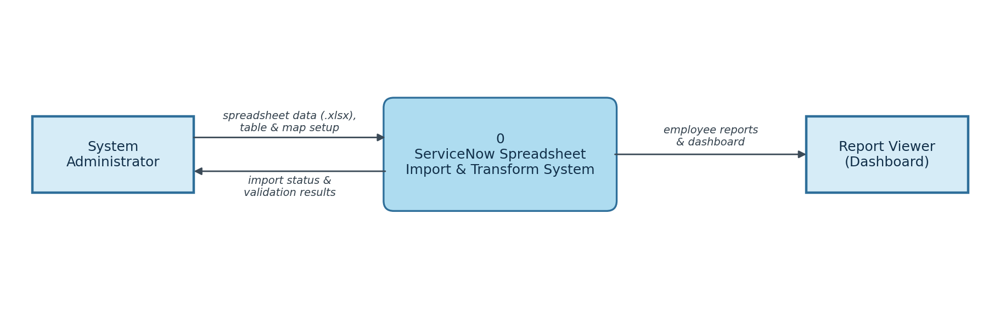 System
Administrator
spreadsheet data (.xlsx),
table & map setup
import status &
validation results
0
ServiceNow Spreadsheet
Import & Transform System
employee reports
& dashboard
Report Viewer
(Dashboard)